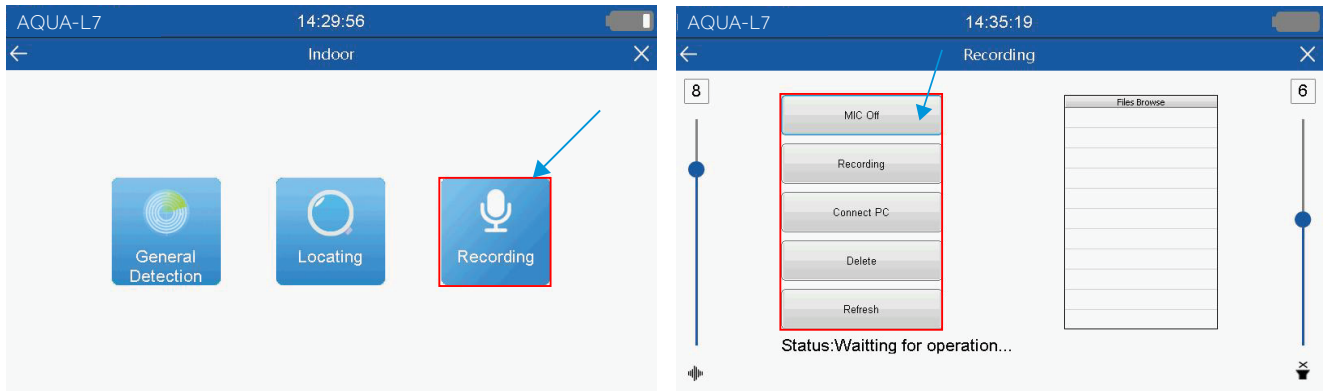 AQUA-L7
14:29:56
Indoor
General
Detection
Locating
Recording
AQUA-L7
14:35:19
Recording
8
MIC Off
Recording
Connect PC
Delete
Refresh
Files Browse
6
Status:Waitting for operation...